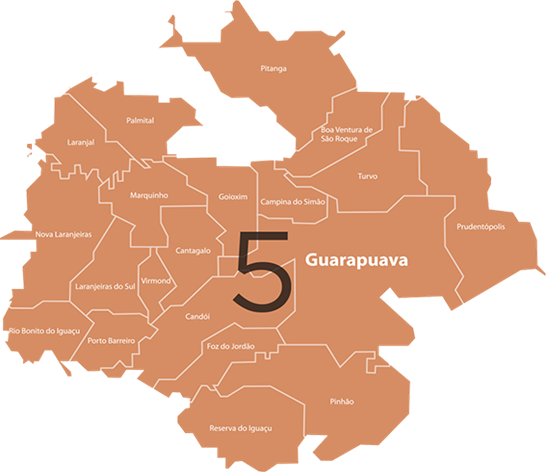 Pitanga
Palmital
Boa Ventura de
São Roque
Laranjal
Turvo
Marquinho
Goioxim
Campina do Simão
Prudentópolis
Nova Laranjeiras
Cantagalo
5
Guarapuava
Laranjeiras do Sul
Virmond
Candói
Rio Bonito do Iguaçu
Porto Barreiro
Foz do Jordão
Pinhão
Reserva do Iguaçu